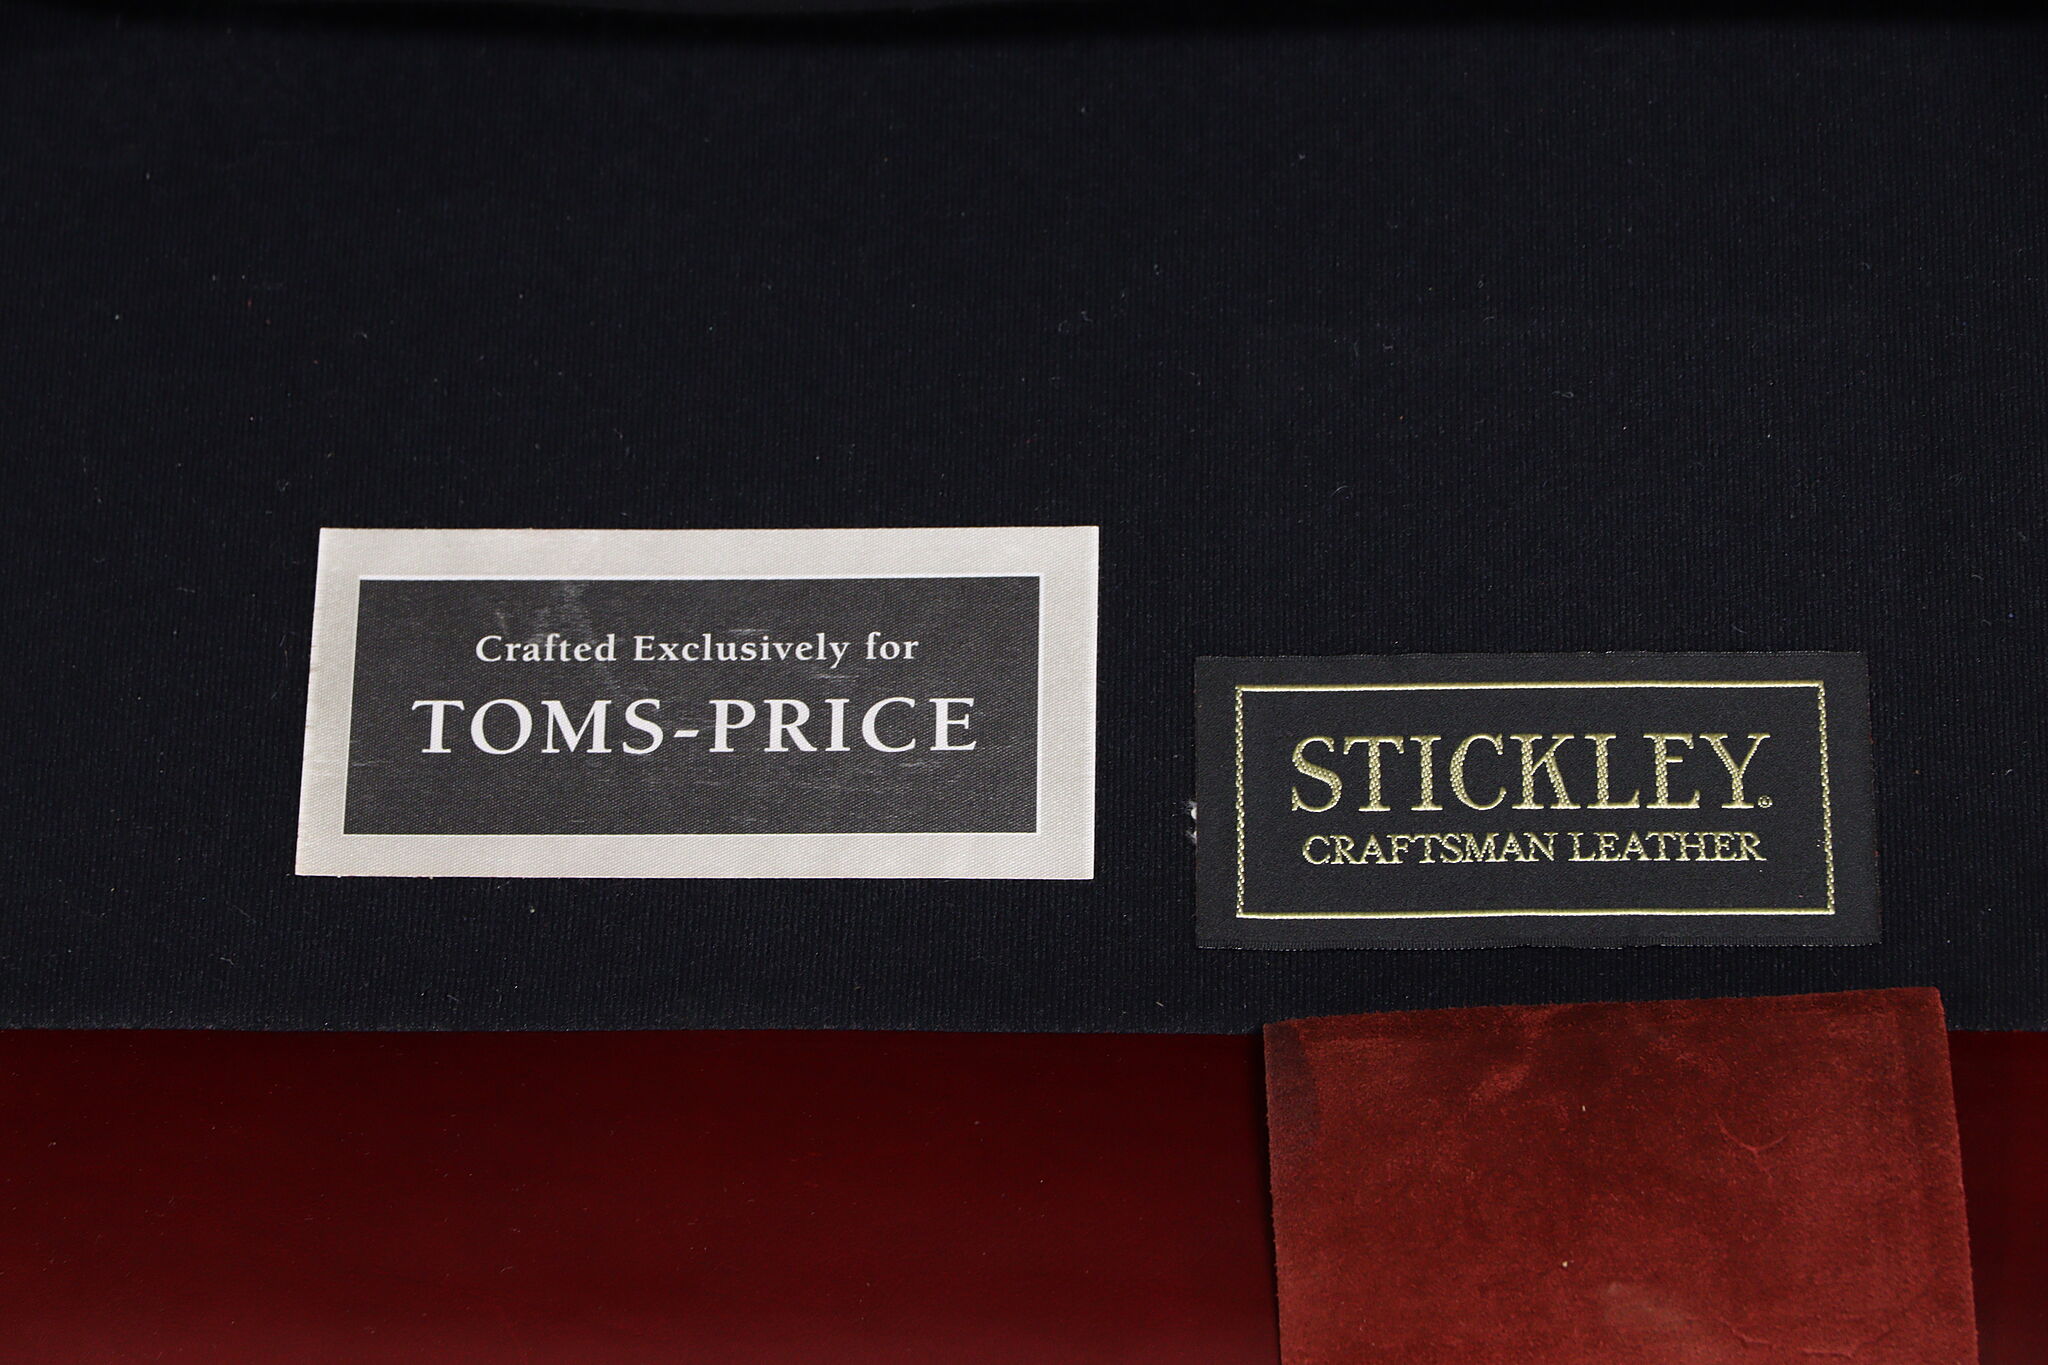 Crafted Exclusively for
TOMS-PRICE
STICKLEY®
CRAFTSMAN LEATHER